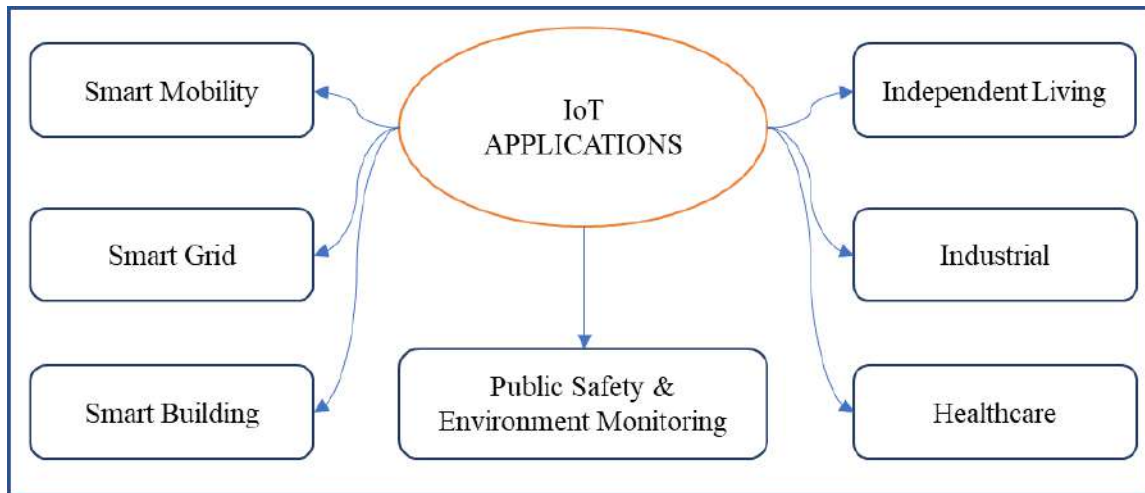 IoT
APPLICATIONS
Smart Mobility
Smart Grid
Smart Building
Public Safety &
Environment Monitoring
Independent Living
Industrial
Healthcare